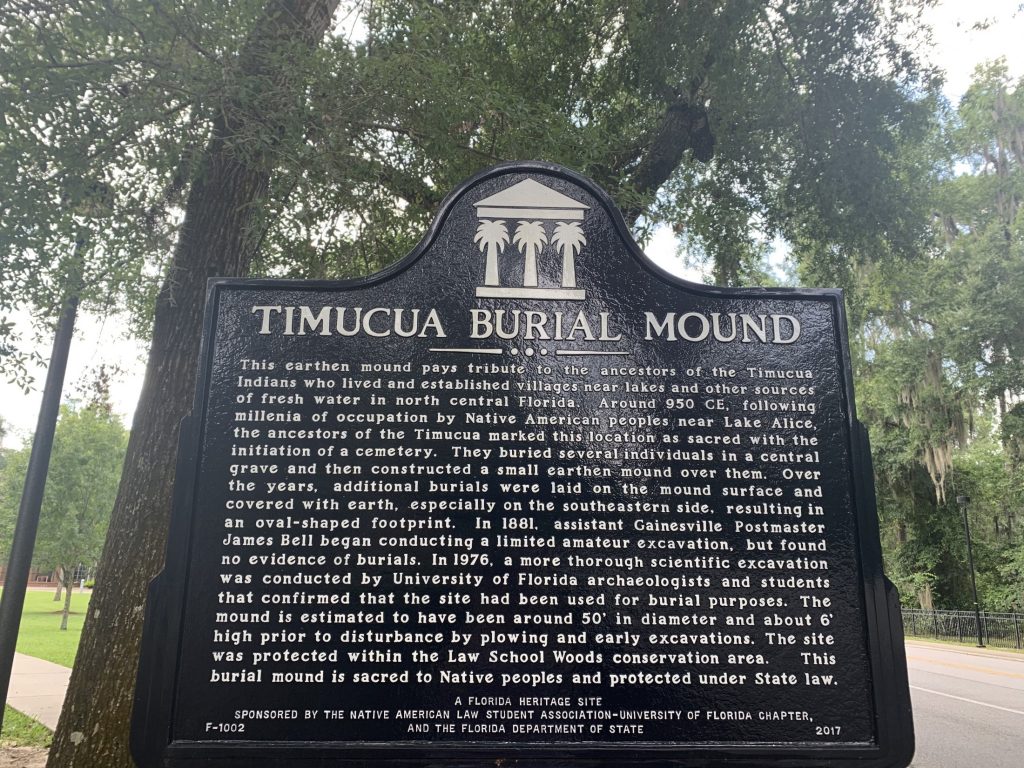 TIMUCUA BURIAL MOUND
This earthen mound pays tribute to the ancestors of the Timucua
Indians who lived and established villages near lakes and other sources
of fresh water in north central Florida. Around 950 CE, following
millenia of occupation by Native American peoples near Lake Alice,
the ancestors of the Timucua marked this location as sacred with the
initiation of a cemetery. They buried several individuals in a central
grave and then constructed a small earthen mound over them. Over
the years, additional burials were laid on the mound surface and
covered with earth, especially on the southeastern side, resulting in
an oval-shaped footprint. In 1881, assistant Gainesville Postmaster
James Bell began conducting a limited amateur excavation, but found
no evidence of burials. In 1976, a more thorough scientific excavation
was conducted by University of Florida archaeologists and students
that confirmed that the site had been used for burial purposes. The
mound is estimated to have been around 50' in diameter and about 6'
high prior to disturbance by plowing and early excavations. The site
was protected within the Law School Woods conservation area. This
burial mound is sacred to Native peoples and protected under State law.
A FLORIDA HERITAGE SITE
SPONSORED BY THE NATIVE AMERICAN LAW STUDENT ASSOCIATION-UNIVERSITY OF FLORIDA CHAPTER,
F-1002 AND THE FLORIDA DEPARTMENT OF STATE 2017